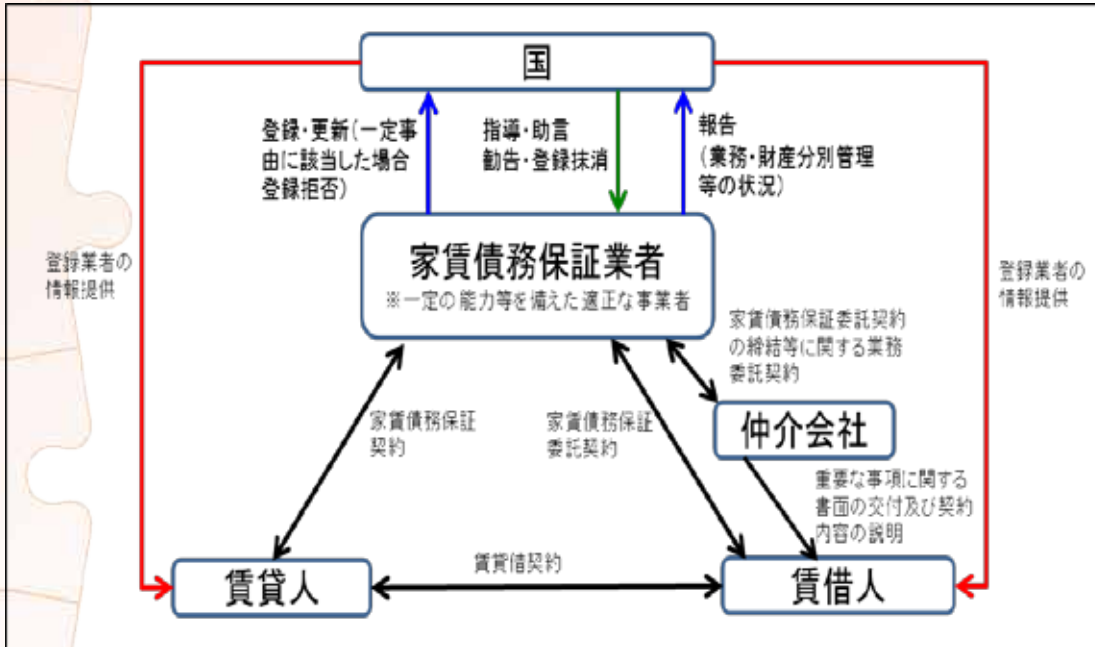 国
登録・更新(一定事
由に該当した場合
登録拒否)
指導・助言
勧告・登録抹消
報告
(業務・財産分別管理
等の状況)
家賃債務保証業者
※一定の能力等を備えた適正な事業者
登録業者の
情報提供
登録業者の
情報提供
家賃債務保証委託契約
の締結等に関する業務
委託契約
家賃債務保証
契約
家賃債務保証
委託契約
仲介会社
重要な事項に関する
書面の交付及び契約
内容の説明
賃貸借契約
賃貸人
賃借人